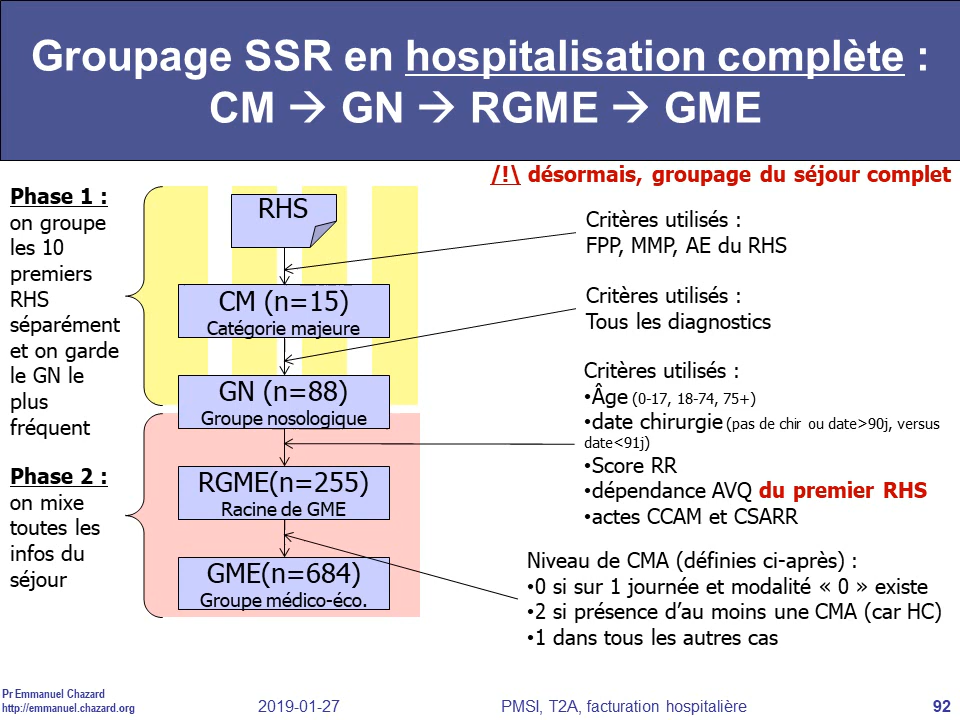 Groupage SSR en hospitalisation complète :
CM → GN → RGME → GME
/!\ désormais, groupage du séjour complet
Phase 1 :
on groupe
les 10
premiers
RHS
séparément
et on garde
le GN le
plus
fréquent
Phase 2 :
on mixe
toutes les
infos du
séjour
RHS
CM (n=15)
Catégorie majeure
GN (n=88)
Groupe nosologique
RGME(n=255)
Racine de GME
GME(n=684)
Groupe médico-éco.
Critères utilisés :
FPP, MMP, AE du RHS
Critères utilisés :
Tous les diagnostics
Critères utilisés :
•Âge (0-17, 18-74, 75+)
•date chirurgie (pas de chir ou date>90j, versus
date<91j)
•Score RR
•dépendance AVQ du premier RHS
•actes CCAM et CSARR
Niveau de CMA (définies ci-après) :
•0 si sur 1 journée et modalité « 0 » existe
•2 si présence d’au moins une CMA (car HC)
•1 dans tous les autres cas
Pr Emmanuel Chazard
http://emmanuel.chazard.org
2019-01-27
PMSI, T2A, facturation hospitalière
92